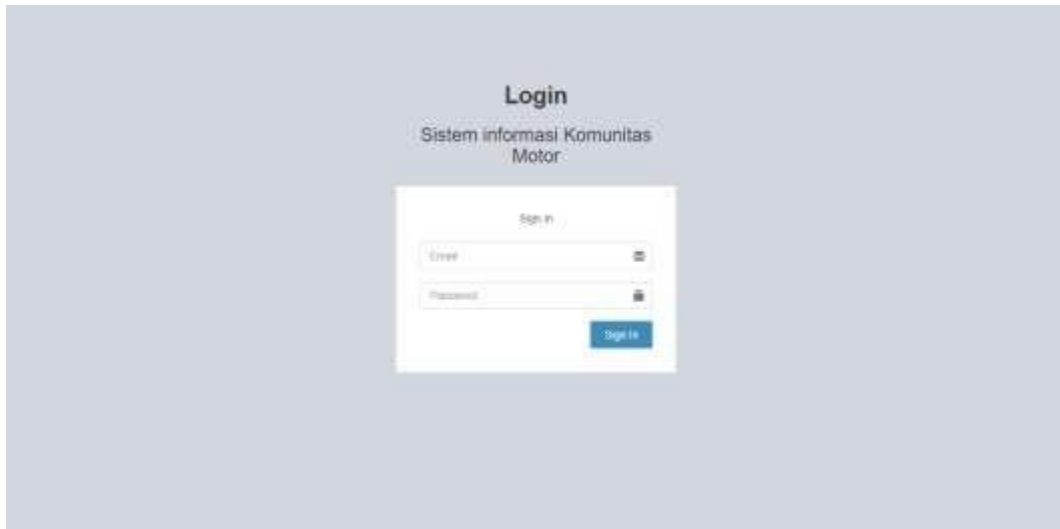 Login
Sistem informasi Komunitas
Motor
Sign in
Email
Password
Sign In